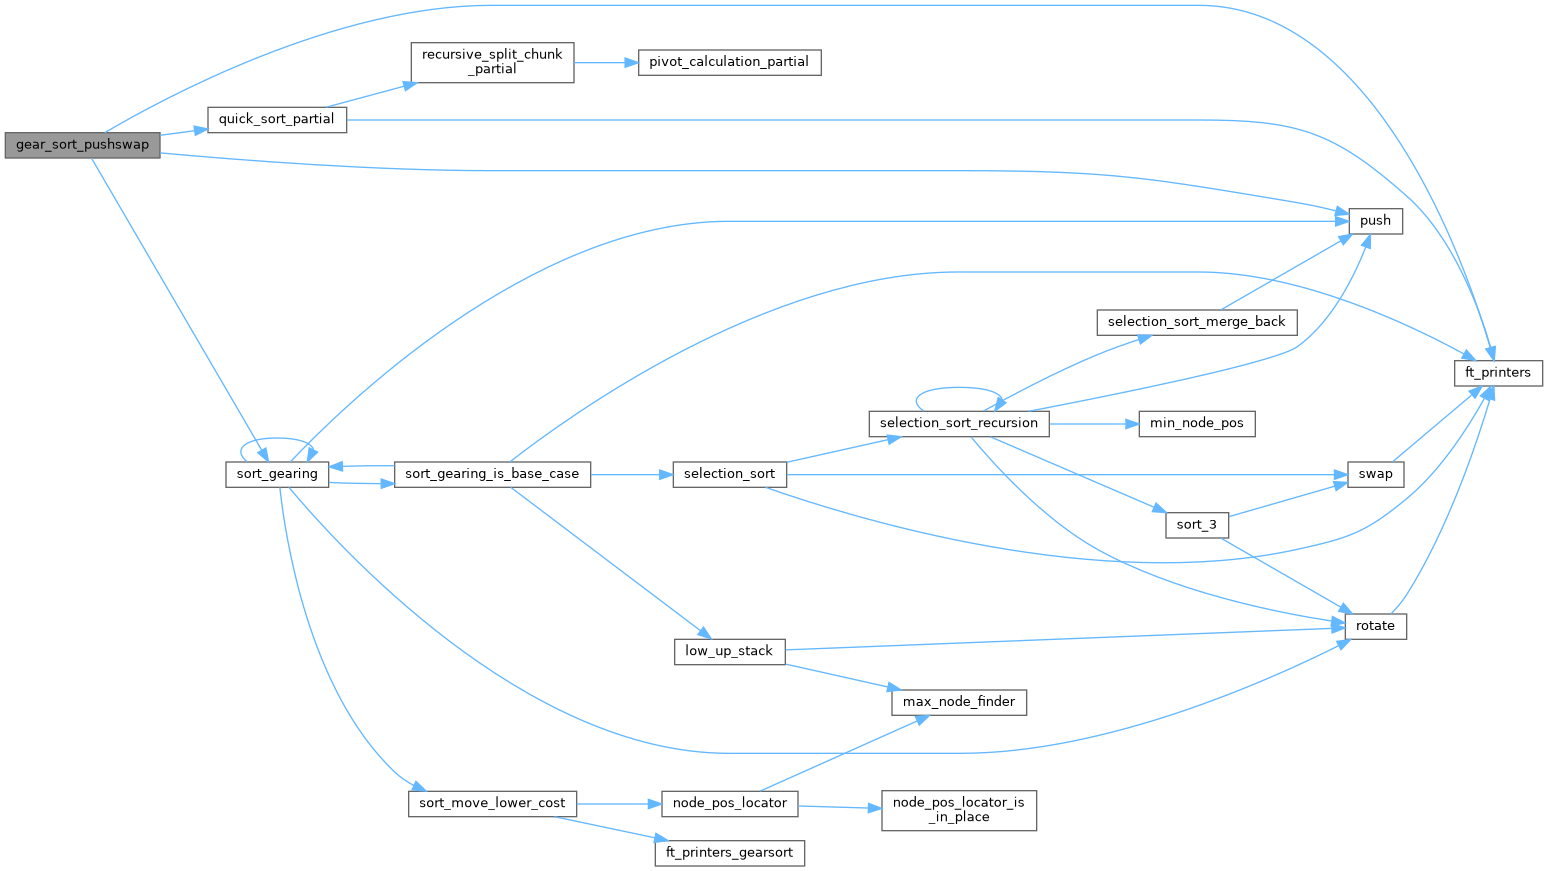 recursive_split_chunk
_partial
pivot_calculation_partial
quick_sort_partial
gear_sort_pushswap
push
selection_sort_merge_back
ft_printers
selection_sort_recursion
min_node_pos
sort_gearing
sort_gearing_is_base_case
selection_sort
swap
sort_3
rotate
low_up_stack
max_node_finder
sort_move_lower_cost
node_pos_locator
node_pos_locator_is
_in_place
ft_printers_gearsort